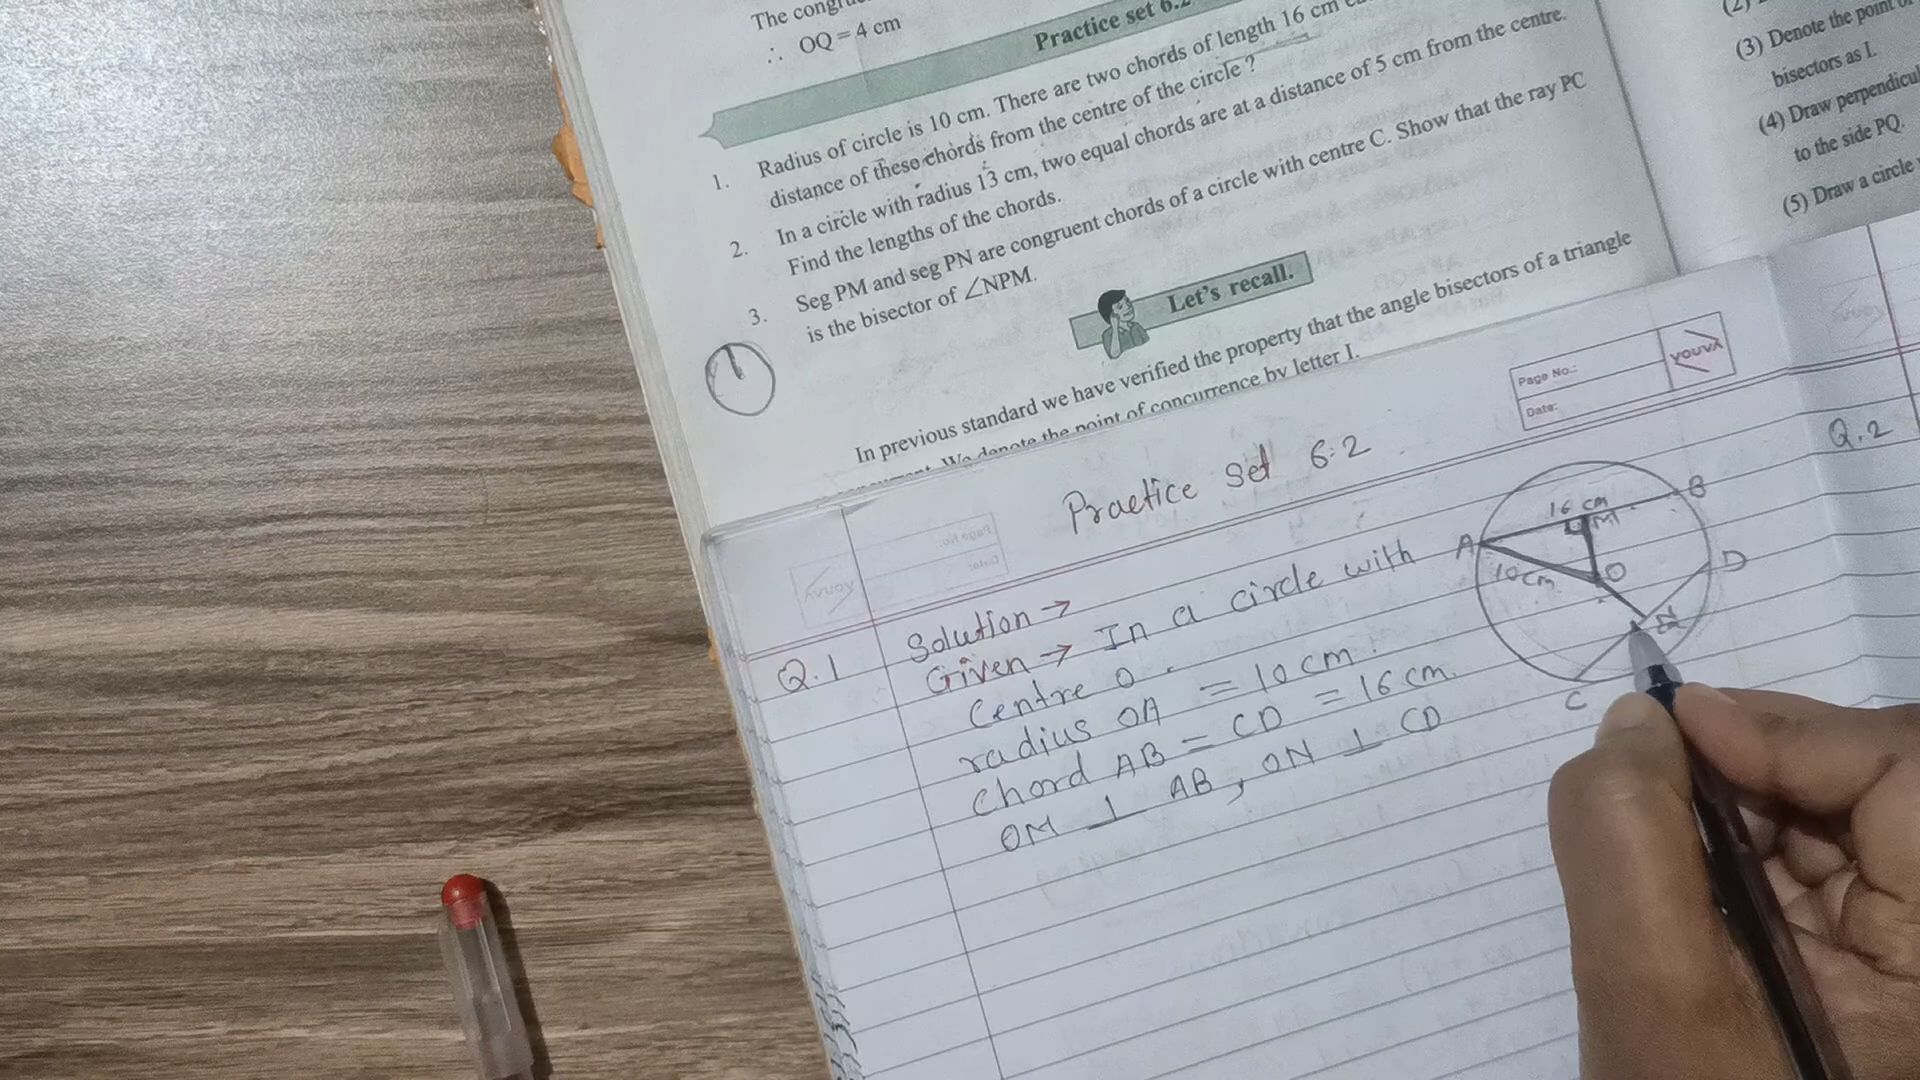 The
∴ OQ = 4 cm
Practice set 6.2
1. Radius of circle is 10 cm. There are two chords of length 16 cm
distance of these chords from the centre of the circle ?
2. In a circle with radius 13 cm, two equal chords are at a distance of 5 cm from the centre.
Find the lengths of the chords.
3. Seg PM and seg PN are congruent chords of a circle with centre C. Show that the ray PC
is the bisector of ∠NPM.
Let's recall.
In previous standard we have verified the property that the angle bisectors of a triangle
We denote the point of concurrence by letter I.
(2)
(3) Denote the point of
bisectors as I.
(4) Draw perpendicul
to the side PQ.
(5) Draw a circle
Page No.:
Date:
YOUVA
Practice set 6.2
Q.1 Solution →
Given → In a circle with
Centre O.
radius OA = 10 cm.
Chord AB = CD = 16 cm.
OM ⊥ AB, ON ⊥ CD
A
B
16 cm
M
10 cm
O
D
N
C
Q.2